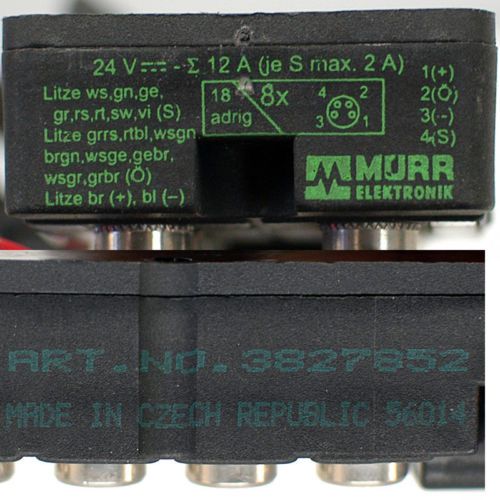 24 V⎓ - Σ 12 A (je S max. 2 A)
Litze ws,gn,ge,
gr,rs,rt,sw,vi (S)
Litze grrs,rtbl,wsgn
brgn,wsge,gebr,
wsgr,grbr (Ö)
Litze br (+), bl (–)
18
adrig
8x
4 2
3 1
1(+)
2(Ö)
3(–)
4(S)
MURR
ELEKTRONIK
ART.NO.3827852
MADE IN CZECH REPUBLIC 56014